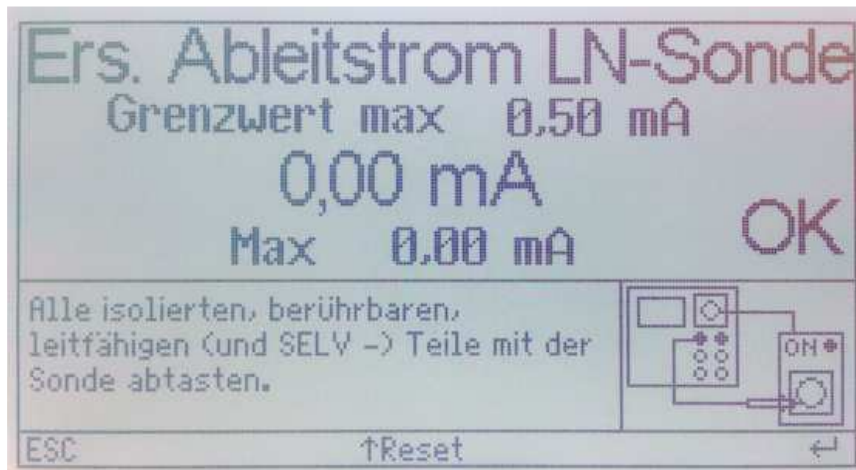 Ers. Ableitstrom LN-Sonde
Grenzwert max 0,50 mA
0,00 mA
OK
Max 0,00 mA
Alle isolierten, berührbaren,
leitfähigen (und SELV -) Teile mit der
Sonde abtasten.
ON
ESC ↑Reset ↵